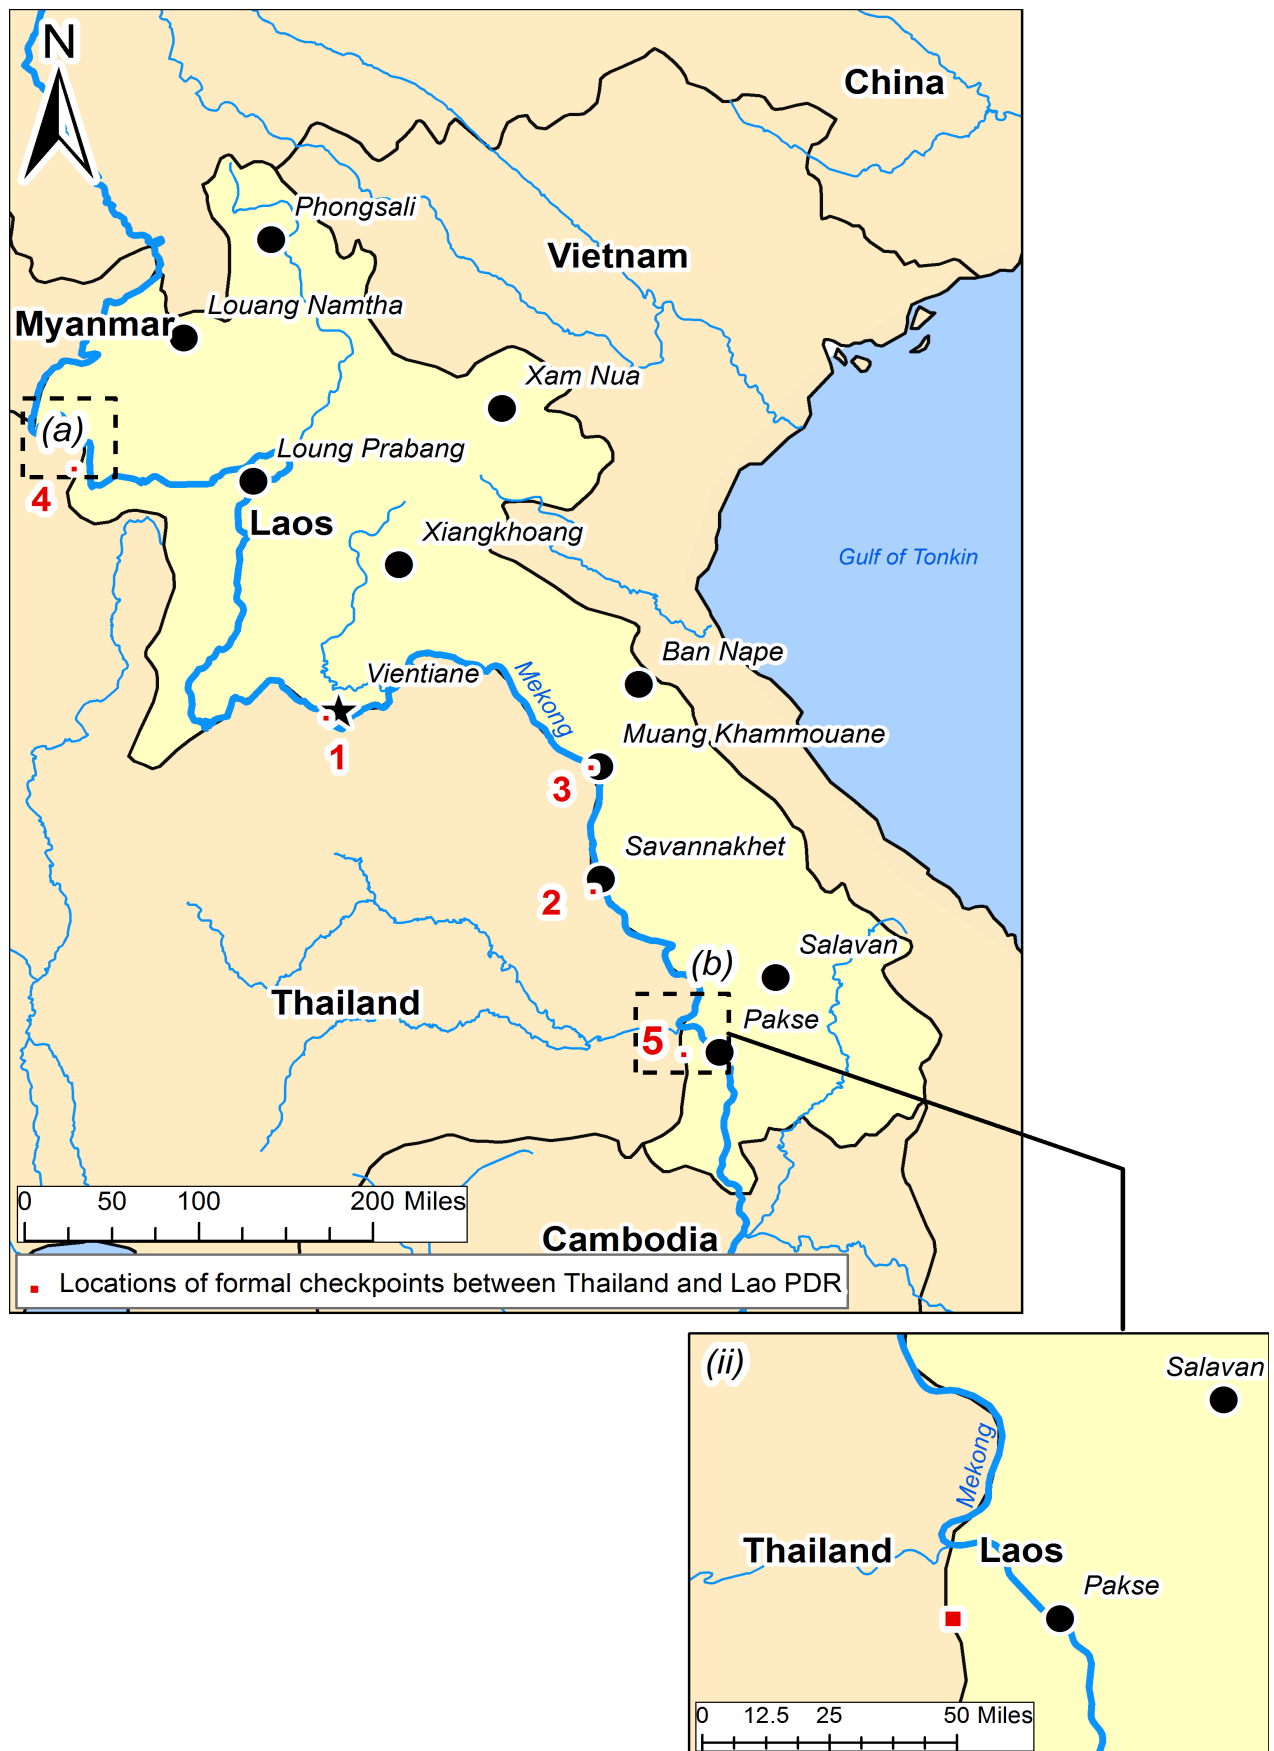 N
China
Phongsali
Vietnam
Louang Namtha
Myanmar
Xam Nua
(a)
Loung Prabang
4
Laos
Xiangkhoang
Gulf of Tonkin
Ban Nape
Vientiane
Mekong
Muang Khammouane
1
3
Savannakhet
2
Salavan
(b)
Thailand
Pakse
5
0 50 100 200 Miles
Cambodia
Locations of formal checkpoints between Thailand and Lao PDR
(ii)
Salavan
Mekong
Thailand
Laos
Pakse
0 12.5 25 50 Miles